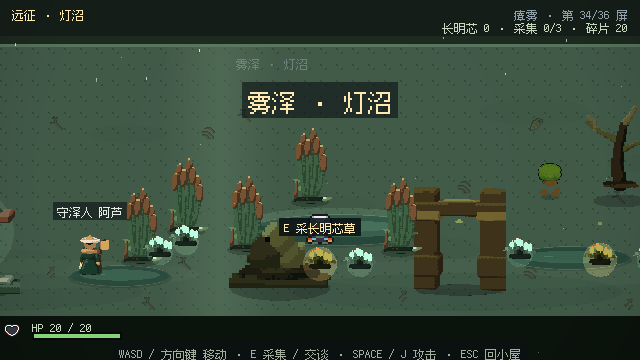 远征 · 灯沼
瘴雾 · 第 34/36 屏
长明芯 0 · 采集 0/3 · 碎片 20
雾泽 · 灯沼
雾泽 · 灯沼
守泽人 阿芦
E 采长明芯草
HP 20 / 20
WASD / 方向键 移动 · E 采集 / 交谈 · SPACE / J 攻击 · ESC 回小屋